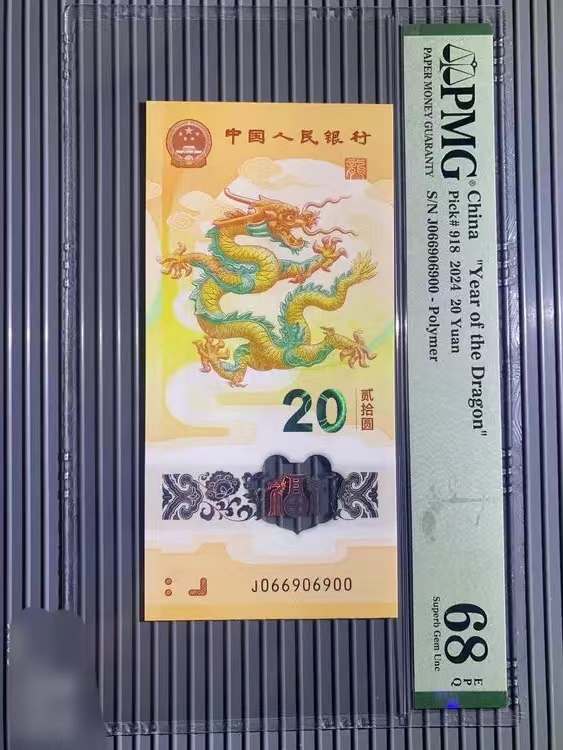 中国人民银行
20
贰拾圆
福
J066906900
PMG®
PAPER MONEY GUARANTY
China "Year of the Dragon"
Pick# 918 2024 20 Yuan
S/N J066906900 - Polymer
68 EPQ
Superb Gem Unc